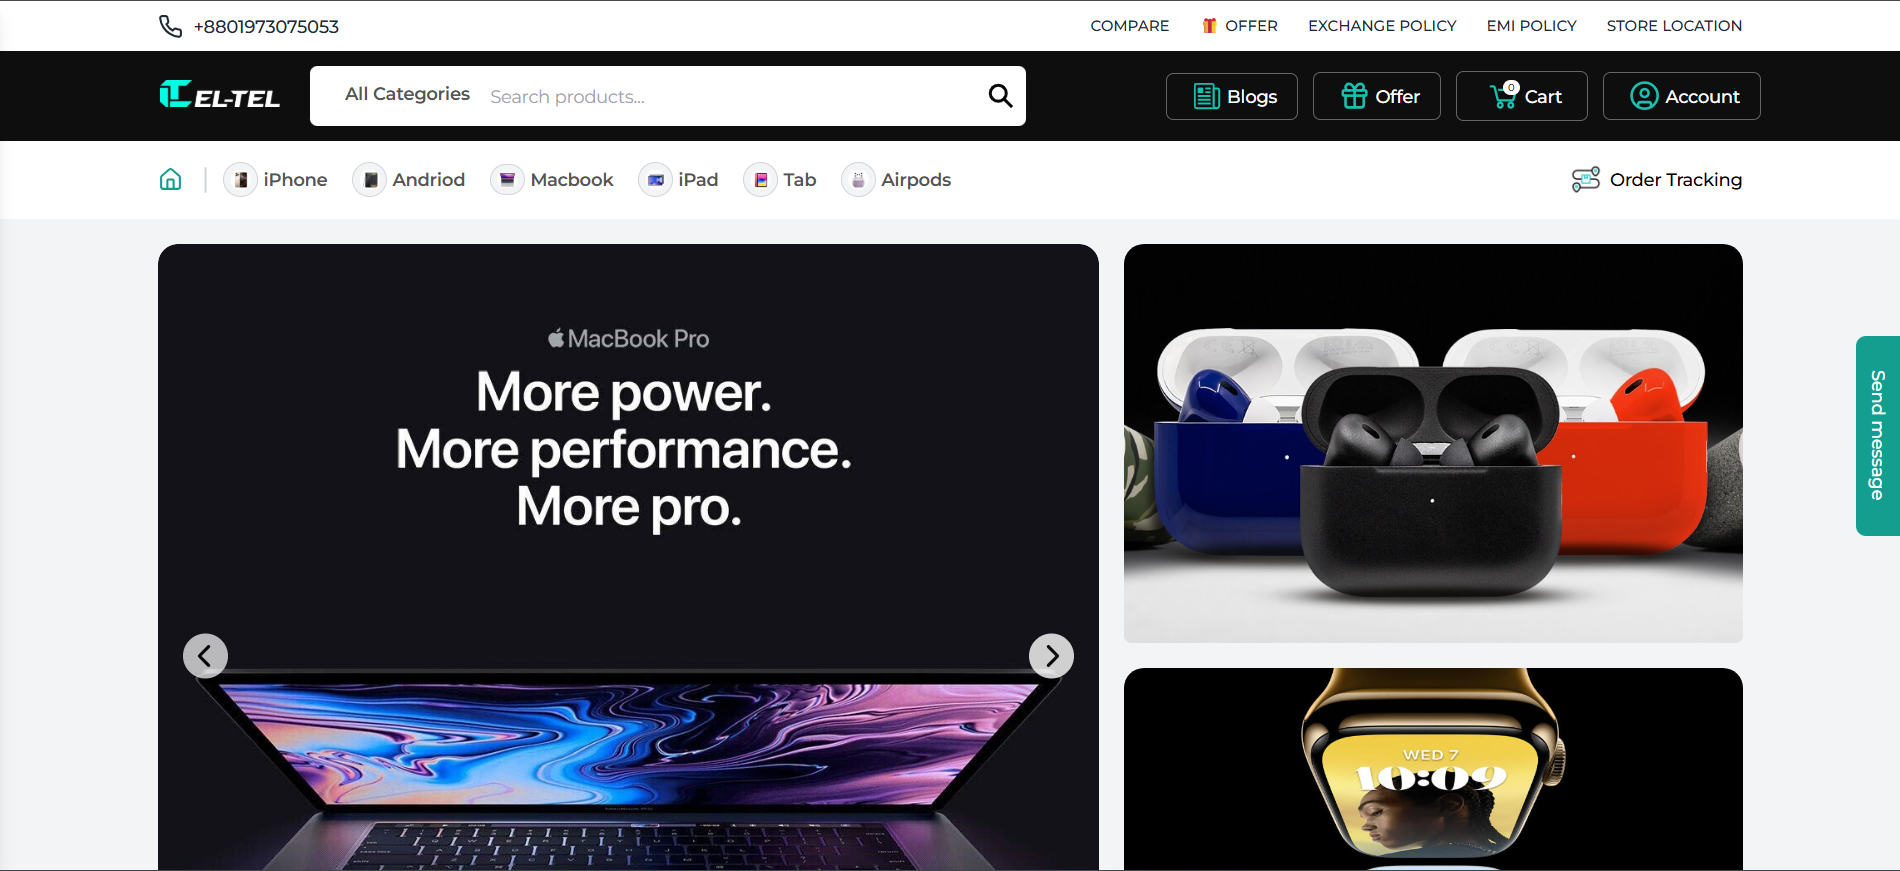 +8801973075053
COMPARE
OFFER
EXCHANGE POLICY
EMI POLICY
STORE LOCATION
EL-TEL
All Categories
Search products...
Blogs
Offer
0
Cart
Account
iPhone
Andriod
Macbook
iPad
Tab
Airpods
Order Tracking
MacBook Pro
More power.
More performance.
More pro.
WED 7
10:09
Send message